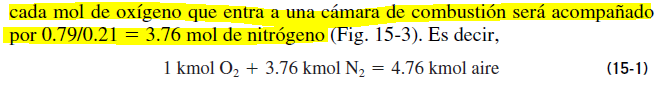 cada mol de oxígeno que entra a una cámara de combustión será acompañado
por 0.79/0.21 = 3.76 mol de nitrógeno (Fig. 15-3). Es decir,
1 kmol O₂ + 3.76 kmol N₂ = 4.76 kmol aire (15-1)